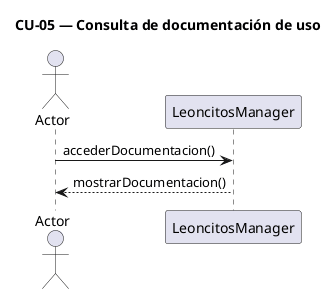 CU-05 — Consulta de documentación de uso
Actor
LeoncitosManager
accederDocumentacion()
mostrarDocumentacion()
Actor
LeoncitosManager